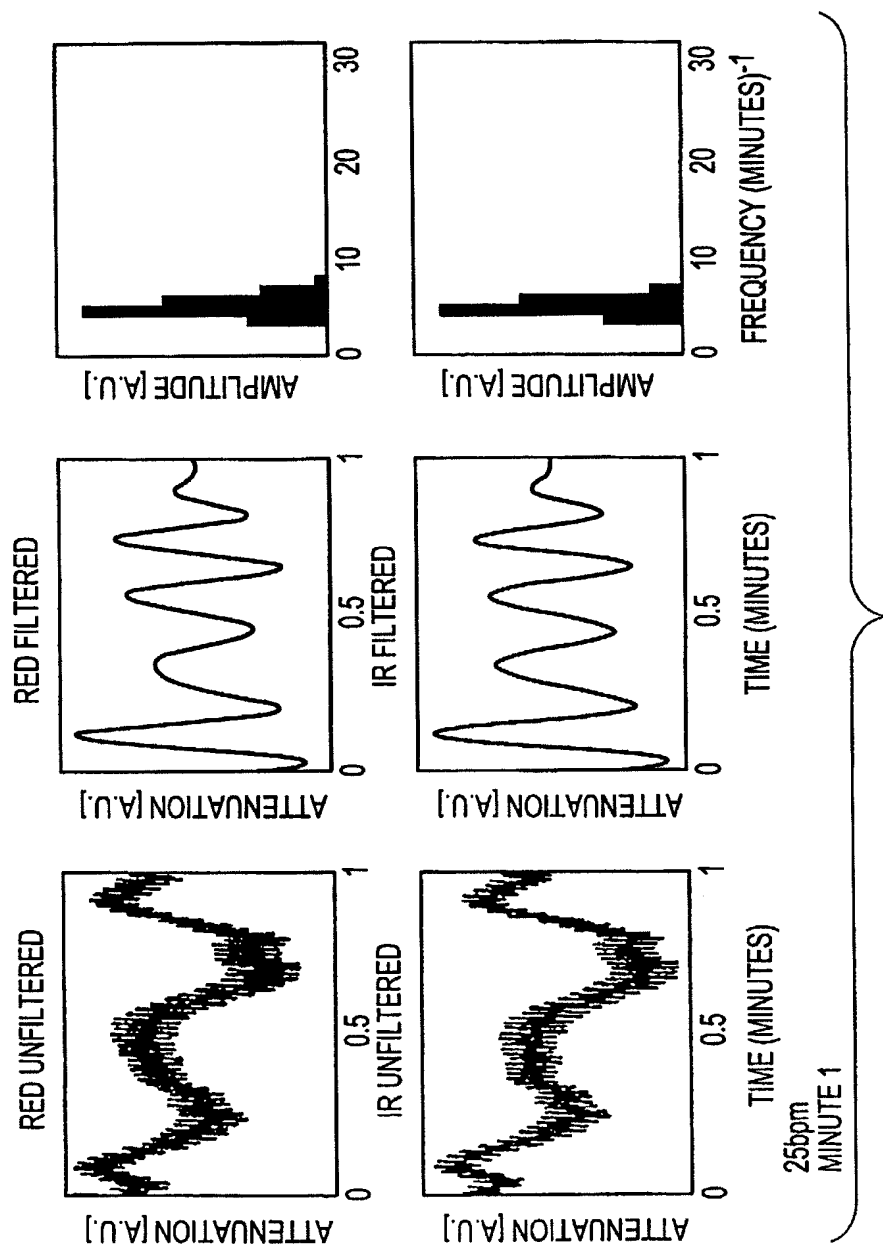 RED UNFILTERED
ATTENUATION [A.U.]
0
0.5
1
RED FILTERED
ATTENUATION [A.U.]
0
0.5
1
AMPLITUDE [A.U.]
0
10
20
30
IR UNFILTERED
ATTENUATION [A.U.]
0
0.5
1
TIME (MINUTES)
IR FILTERED
ATTENUATION [A.U.]
0
0.5
1
TIME (MINUTES)
AMPLITUDE [A.U.]
0
10
20
30
FREQUENCY (MINUTES)⁻¹
25bpm
MINUTE 1